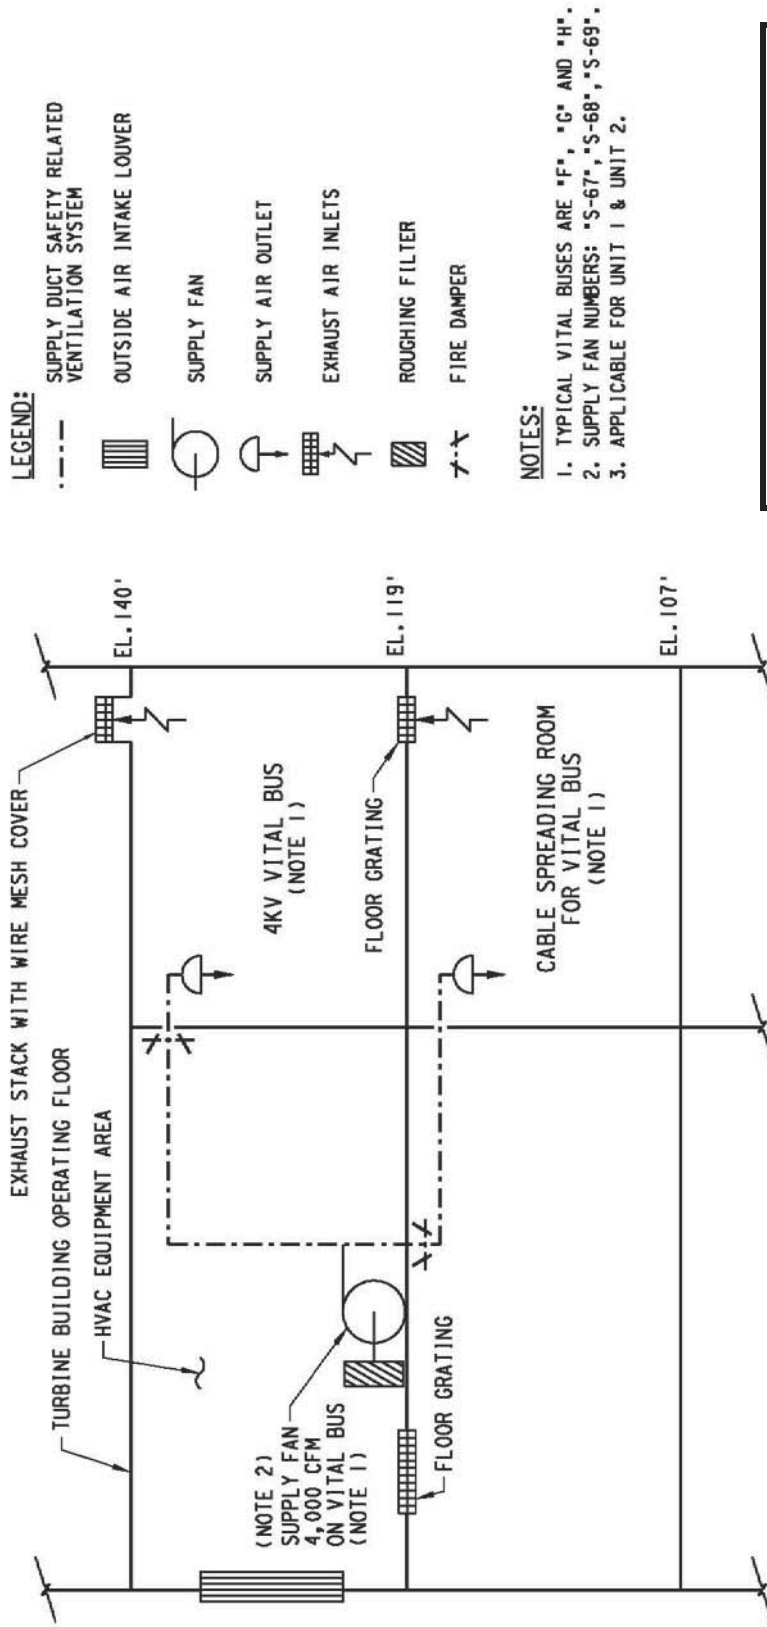 EXHAUST STACK WITH WIRE MESH COVER
TURBINE BUILDING OPERATING FLOOR
HVAC EQUIPMENT AREA
EL.140'
4KV VITAL BUS
(NOTE 1)
(NOTE 2)
SUPPLY FAN
4,000 CFM
ON VITAL BUS
(NOTE 1)
FLOOR GRATING
EL.119'
FLOOR GRATING
CABLE SPREADING ROOM
FOR VITAL BUS
(NOTE 1)
EL.107'
LEGEND:
SUPPLY DUCT SAFETY RELATED
VENTILATION SYSTEM
OUTSIDE AIR INTAKE LOUVER
SUPPLY FAN
SUPPLY AIR OUTLET
EXHAUST AIR INLETS
ROUGHING FILTER
FIRE DAMPER
NOTES:
1. TYPICAL VITAL BUSES ARE "F", "G" AND "H".
2. SUPPLY FAN NUMBERS: "S-67","S-68","S-69".
3. APPLICABLE FOR UNIT 1 & UNIT 2.